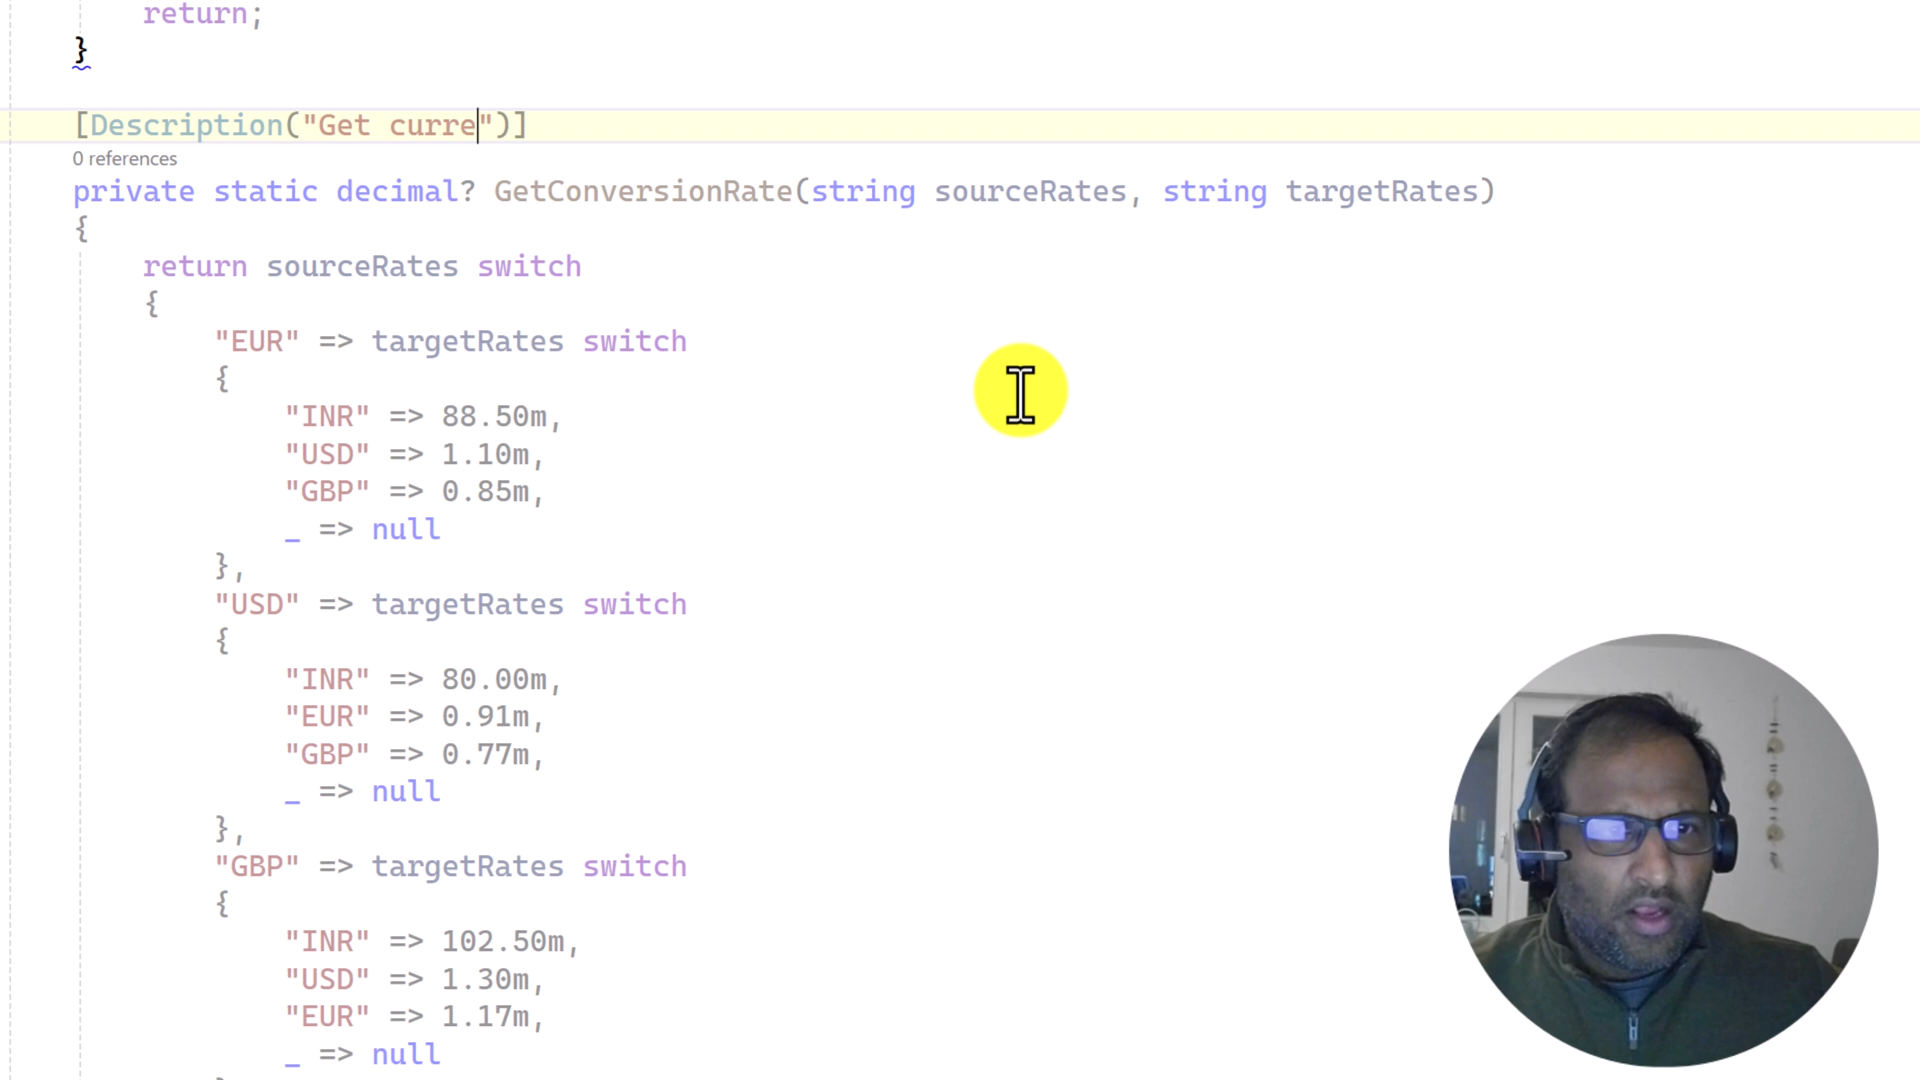 return;
}
[Description("Get curre")]
0 references
private static decimal? GetConversionRate(string sourceRates, string targetRates)
{
return sourceRates switch
{
"EUR" => targetRates switch
{
"INR" => 88.50m,
"USD" => 1.10m,
"GBP" => 0.85m,
_ => null
},
"USD" => targetRates switch
{
"INR" => 80.00m,
"EUR" => 0.91m,
"GBP" => 0.77m,
_ => null
},
"GBP" => targetRates switch
{
"INR" => 102.50m,
"USD" => 1.30m,
"EUR" => 1.17m,
_ => null